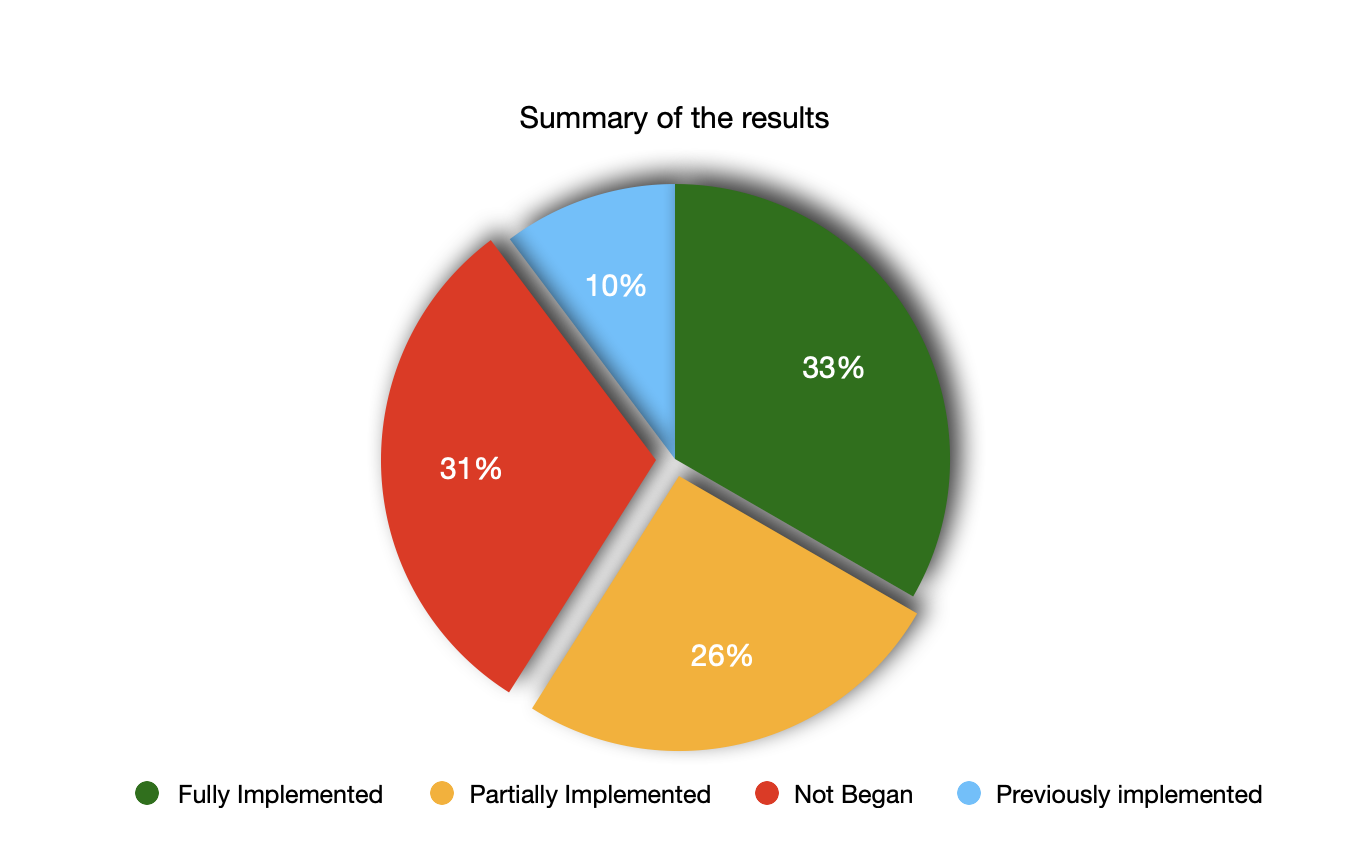 Summary of the results
10%
33%
31%
26%
Fully Implemented
Partially Implemented
Not Began
Previously implemented